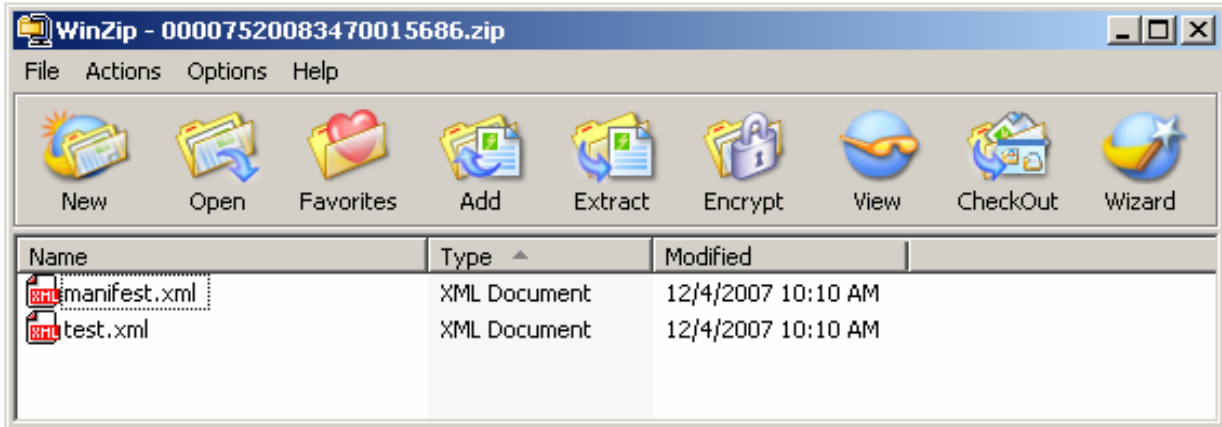 WinZip - 00007520083470015686.zip
File Actions Options Help
New Open Favorites Add Extract Encrypt View CheckOut Wizard
Name Type Modified
XML manifest.xml XML Document 12/4/2007 10:10 AM
XML test.xml XML Document 12/4/2007 10:10 AM